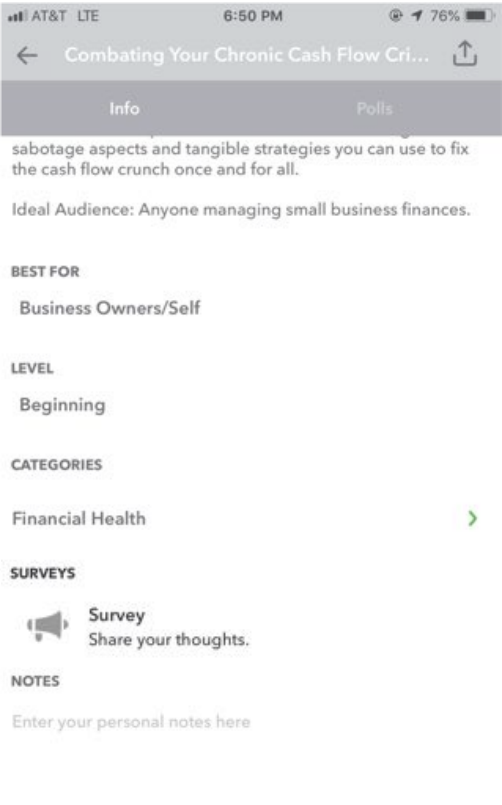 AT&T LTE 6:50 PM 76%
Combating Your Chronic Cash Flow Cri...
Info Polls
sabotage aspects and tangible strategies you can use to fix
the cash flow crunch once and for all.
Ideal Audience: Anyone managing small business finances.
BEST FOR
Business Owners/Self
LEVEL
Beginning
CATEGORIES
Financial Health
SURVEYS
Survey
Share your thoughts.
NOTES
Enter your personal notes here